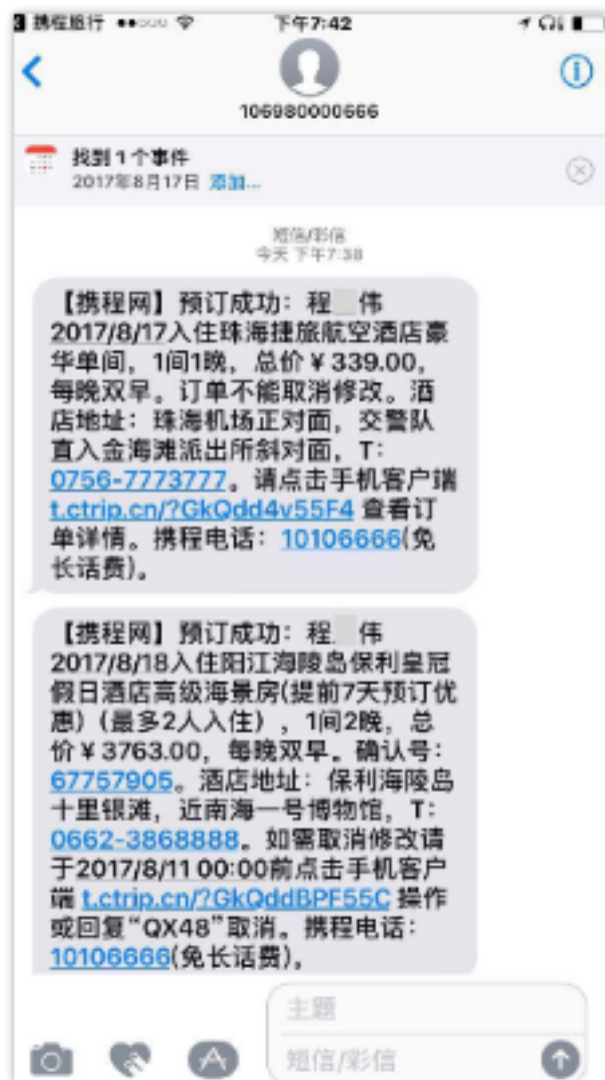 携程旅行
下午7:42
106980000666
找到 1 个事件
2017年8月17日 添加...
短信/彩信
今天 下午7:38
【携程网】预订成功：程 伟
2017/8/17入住珠海捷旅航空酒店豪
华单间，1间1晚，总价￥339.00，
每晚双早。订单不能取消修改。酒
店地址：珠海机场正对面，交警队
直入金海滩派出所斜对面，T：
0756-7773777。请点击手机客户端
t.ctrip.cn/?GkQdd4v55F4 查看订
单详情。携程电话：10106666(免
长话费)。
【携程网】预订成功：程 伟
2017/8/18入住阳江海陵岛保利皇冠
假日酒店高级海景房(提前7天预订优
惠)（最多2人入住），1间2晚，总
价￥3763.00，每晚双早。确认号：
67757905。酒店地址：保利海陵岛
十里银滩，近南海一号博物馆，T：
0662-3868888。如需取消修改请
于2017/8/11 00:00前点击手机客户
端 t.ctrip.cn/?GkQddBPF55C 操作
或回复“QX48”取消。携程电话：
10106666(免长话费)。
主题
短信/彩信